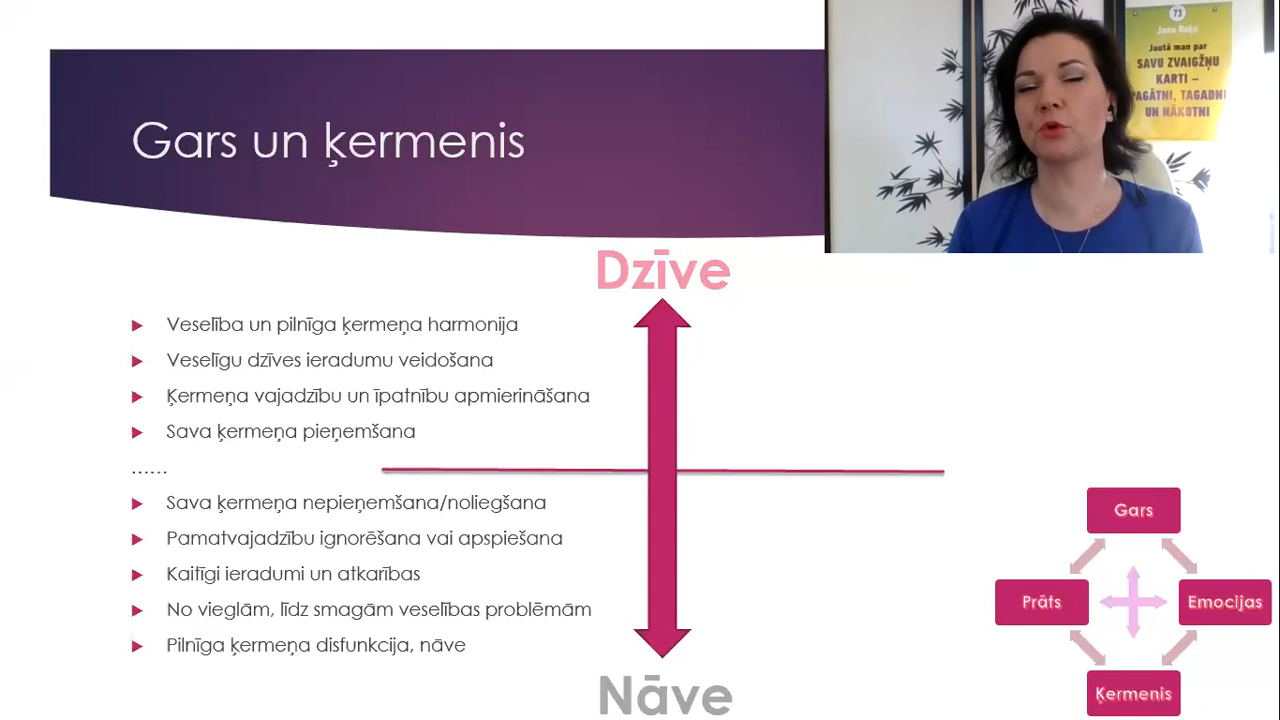 Gars un ķermenis
73
Jautā man par
SAVU ZVAIGŽŅU
KARTI –
PAGĀTNI, TAGADNI
UN NĀKOTNI
Dzīve
Veselība un pilnīga ķermeņa harmonija
Veselīgu dzīves ieradumu veidošana
Ķermeņa vajadzību un īpatnību apmierināšana
Sava ķermeņa pieņemšana
......
Sava ķermeņa nepieņemšana/noliegšana
Pamatvajadzību ignorēšana vai apspiešana
Kaitīgi ieradumi un atkarības
No vieglām, līdz smagām veselības problēmām
Pilnīga ķermeņa disfunkcija, nāve
Nāve
Gars
Prāts
Emocijas
Ķermenis